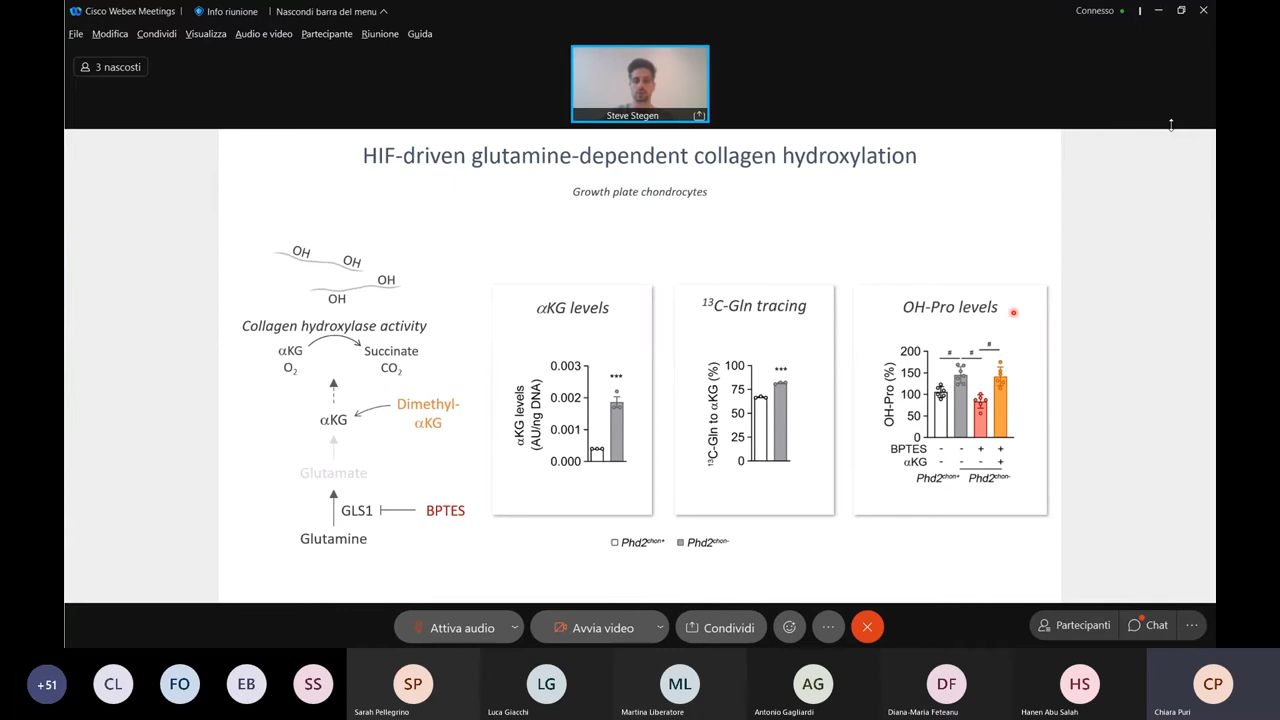 Cisco Webex Meetings
Info riunione
Nascondi barra del menu
Connesso
File Modifica Condividi Visualizza Audio e video Partecipante Riunione Guida
3 nascosti
Steve Stegen
HIF-driven glutamine-dependent collagen hydroxylation
Growth plate chondrocytes
OH
OH
OH
OH
Collagen hydroxylase activity
αKG
O2
Succinate
CO2
αKG
Dimethyl-
αKG
Glutamate
GLS1
BPTES
Glutamine
αKG levels
αKG levels
(AU/ng DNA)
0.003
0.002
0.001
0.000
***
13C-Gln tracing
13C-Gln to αKG (%)
100
75
50
25
0
***
OH-Pro levels
OH-Pro (%)
200
150
100
50
0
# # #
BPTES - - + +
αKG - - - +
Phd2chon+ Phd2chon-
Phd2chon+ Phd2chon-
Attiva audio
Avvia video
Condividi
Partecipanti
Chat
+51
CL
FO
EB
SS
SP
LG
ML
AG
DF
HS
CP
Sarah Pellegrino
Luca Giacchi
Martina Liberatore
Antonio Gagliardi
Diana-Maria Feteanu
Hanen Abu Salah
Chiara Puri